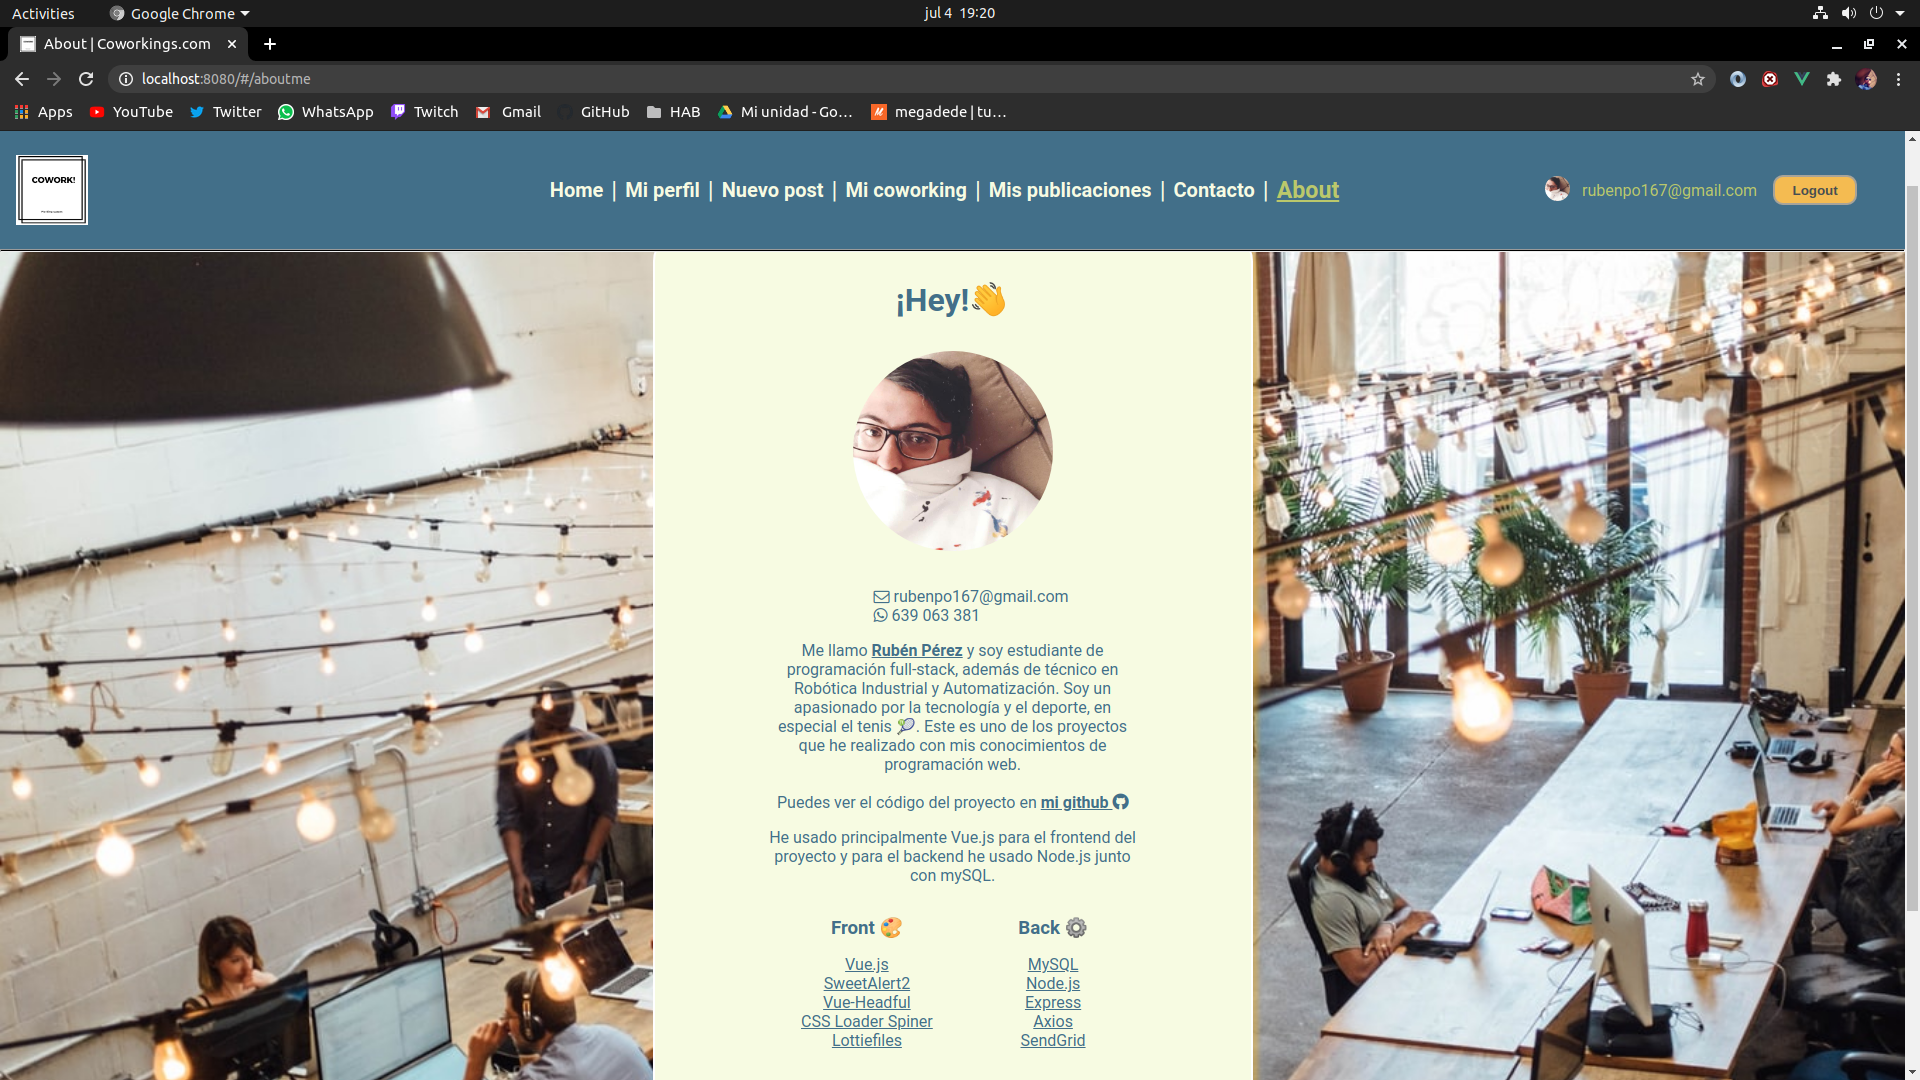 Activities
Google Chrome
jul 4 19:20
About | Coworkings.com
localhost:8080/#/aboutme
Apps
YouTube
Twitter
WhatsApp
Twitch
Gmail
GitHub
HAB
Mi unidad - Go...
megadede | tu...
COWORK!
Home | Mi perfil | Nuevo post | Mi coworking | Mis publicaciones | Contacto | About
rubenpo167@gmail.com
Logout
¡Hey!👋
rubenpo167@gmail.com
639 063 381
Me llamo Rubén Pérez y soy estudiante de
programación full-stack, además de técnico en
Robótica Industrial y Automatización. Soy un
apasionado por la tecnología y el deporte, en
especial el tenis 🎾. Este es uno de los proyectos
que he realizado con mis conocimientos de
programación web.
Puedes ver el código del proyecto en mi github
He usado principalmente Vue.js para el frontend del
proyecto y para el backend he usado Node.js junto
con mySQL.
Front 🎨
Vue.js
SweetAlert2
Vue-Headful
CSS Loader Spiner
Lottiefiles
Back ⚙️
MySQL
Node.js
Express
Axios
SendGrid